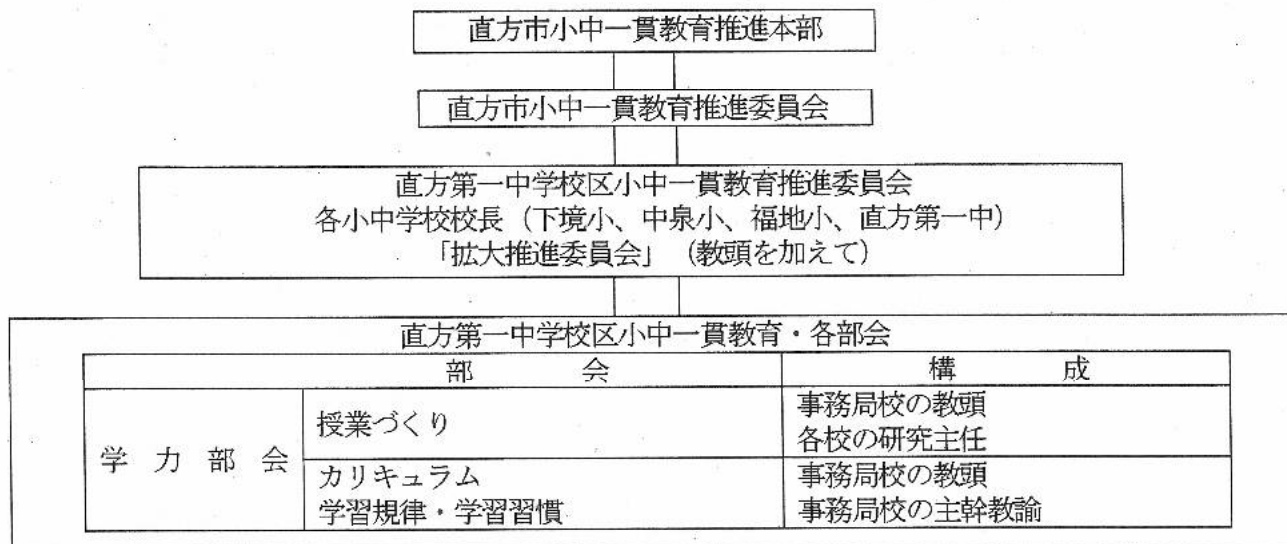 直方市小中一貫教育推進本部
直方市小中一貫教育推進委員会
直方第一中学校区小中一貫教育推進委員会
各小中学校校長（下境小、中泉小、福地小、直方第一中）
「拡大推進委員会」（教頭を加えて）
直方第一中学校区小中一貫教育・各部会
部　　会　　構　　成
学力部会
授業づくり
事務局校の教頭
各校の研究主任
カリキュラム
学習規律・学習習慣
事務局校の教頭
事務局校の主幹教諭